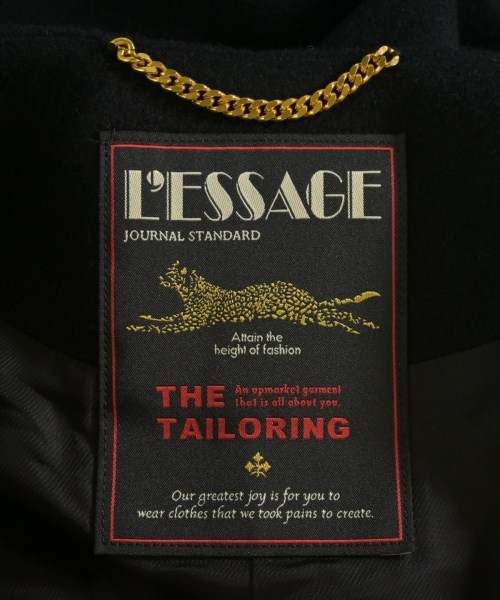 L'ESSAGE
JOURNAL STANDARD
Attain the
height of fashion
THE An upmarket garment
that is all about you.
TAILORING
Our greatest joy is for you to
wear clothes that we took pains to create.